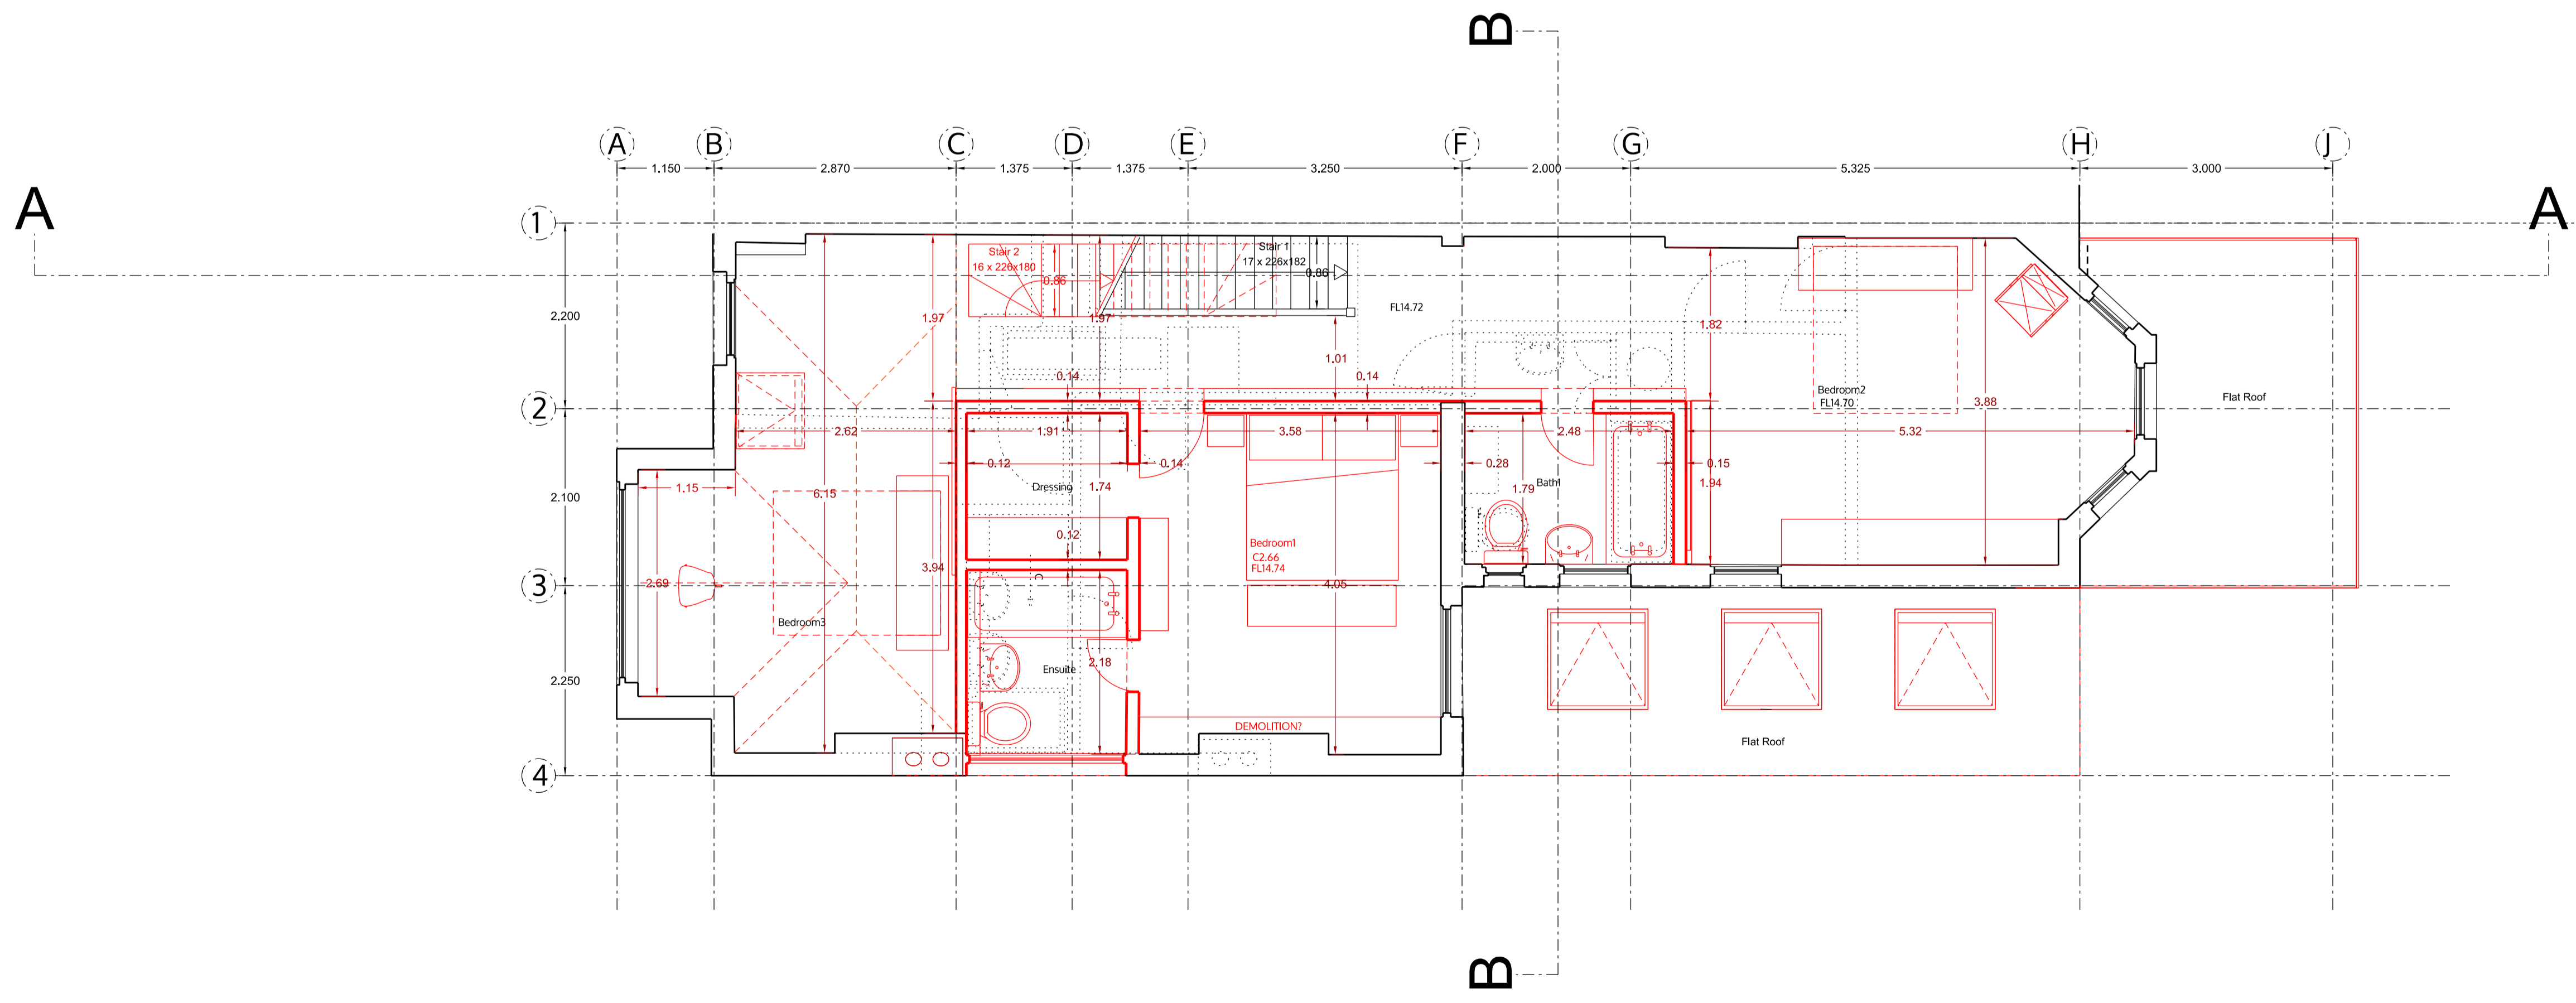 B
A B C D E F G H J
1.150 2.870 1.375 1.375 3.250 2.000 5.325 3.000
A
A
1
Stair 2
16 x 226x180
0.86
Stair 1
17 x 226x182
0.86
FL14.72
2.200
1.97
1.97
1.01
1.82
0.14
0.14
Bedroom2
FL14.70
3.88
Flat Roof
2
2.62
1.91
3.58
2.48
5.32
0.12
0.14
0.28
0.15
1.15
6.15
Dressing
1.74
1.79
Bath1
1.94
2.100
0.12
Bedroom1
C2.66
FL14.74
3
2.69
3.94
4.05
Bedroom3
Ensuite
2.18
2.250
DEMOLITION?
Flat Roof
4
B